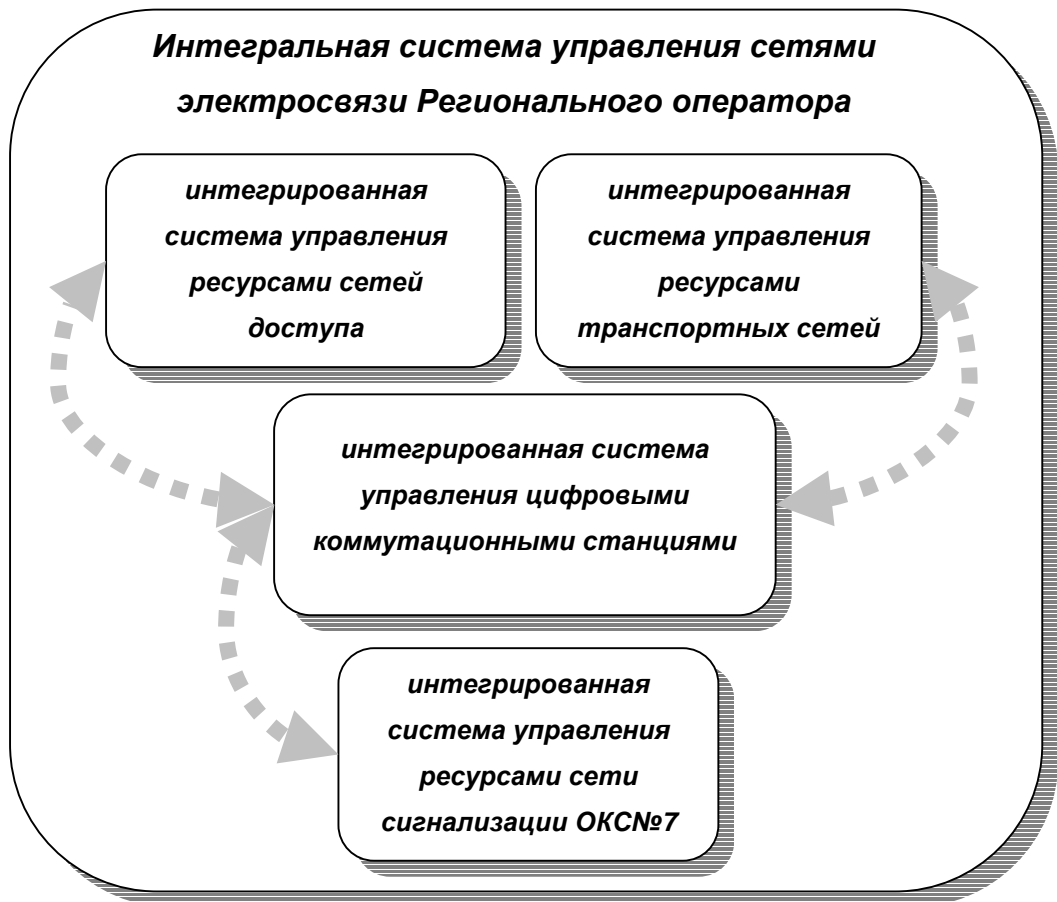 Интегральная система управления сетями
электросвязи Регионального оператора
интегрированная
система управления
ресурсами сетей
доступа
интегрированная
система управления
ресурсами
транспортных сетей
интегрированная система
управления цифровыми
коммутационными станциями
интегрированная
система управления
ресурсами сети
сигнализации ОКС№7